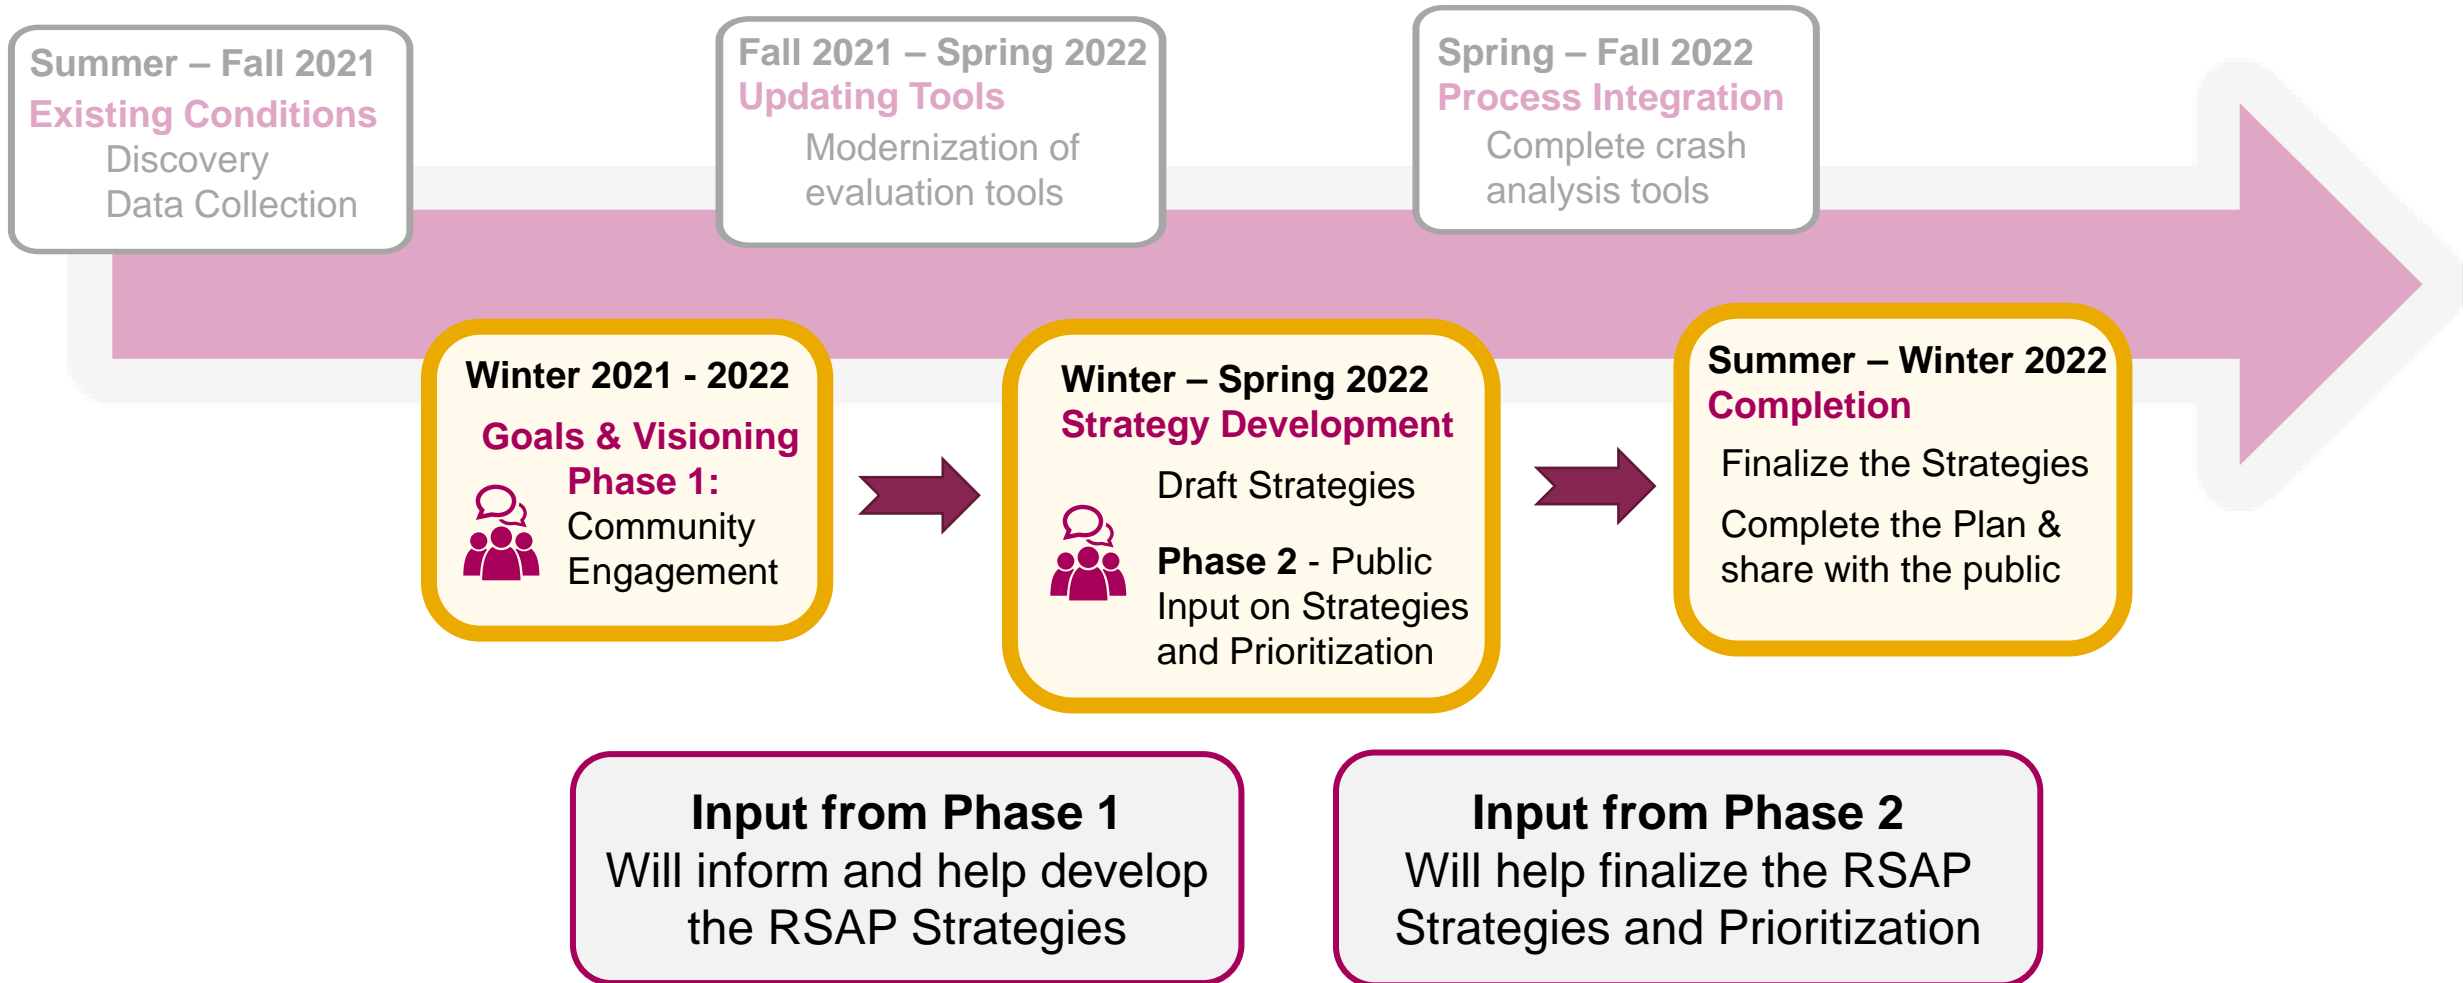 Summer – Fall 2021
Existing Conditions
Discovery
Data Collection
Fall 2021 – Spring 2022
Updating Tools
Modernization of
evaluation tools
Spring – Fall 2022
Process Integration
Complete crash
analysis tools
Winter 2021 - 2022
Goals & Visioning
Phase 1:
Community
Engagement
Winter – Spring 2022
Strategy Development
Draft Strategies
Phase 2 - Public
Input on Strategies
and Prioritization
Summer – Winter 2022
Completion
Finalize the Strategies
Complete the Plan &
share with the public
Input from Phase 1
Will inform and help develop
the RSAP Strategies
Input from Phase 2
Will help finalize the RSAP
Strategies and Prioritization